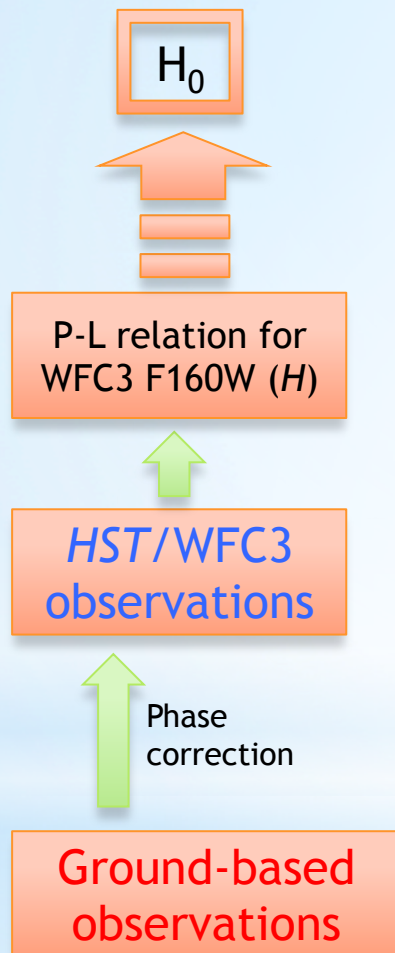 H₀
P-L relation for
WFC3 F160W (H)
HST/WFC3
observations
Phase
correction
Ground-based
observations